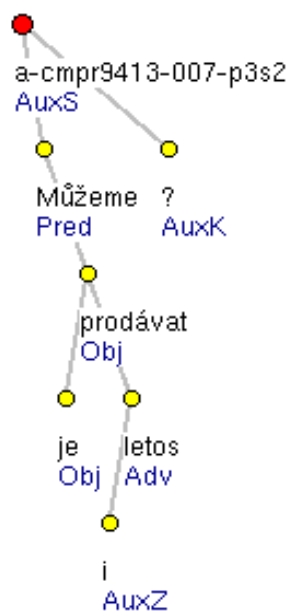 a-cmpr9413-007-p3s2
AuxS
Můžeme ?
Pred AuxK
prodávat
Obj
je letos
Obj Adv
i
AuxZ